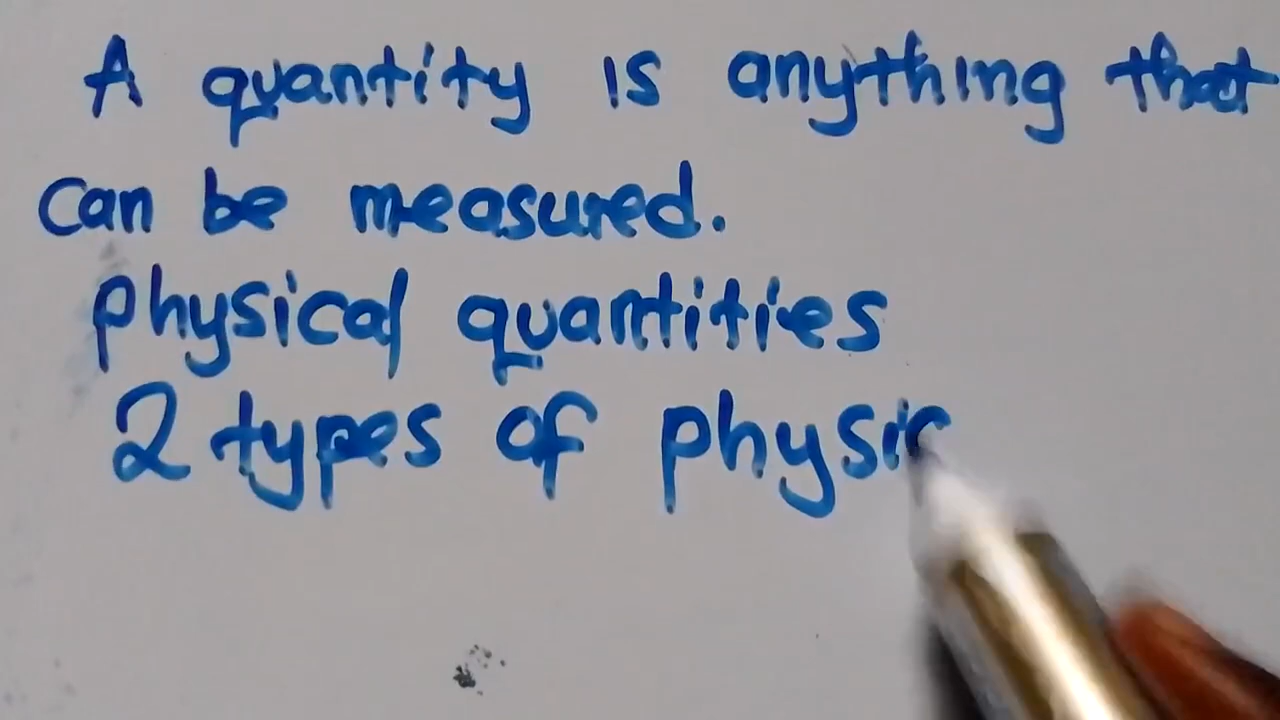 A quantity is anything that
can be measured.
physical quantities
2 types of physic